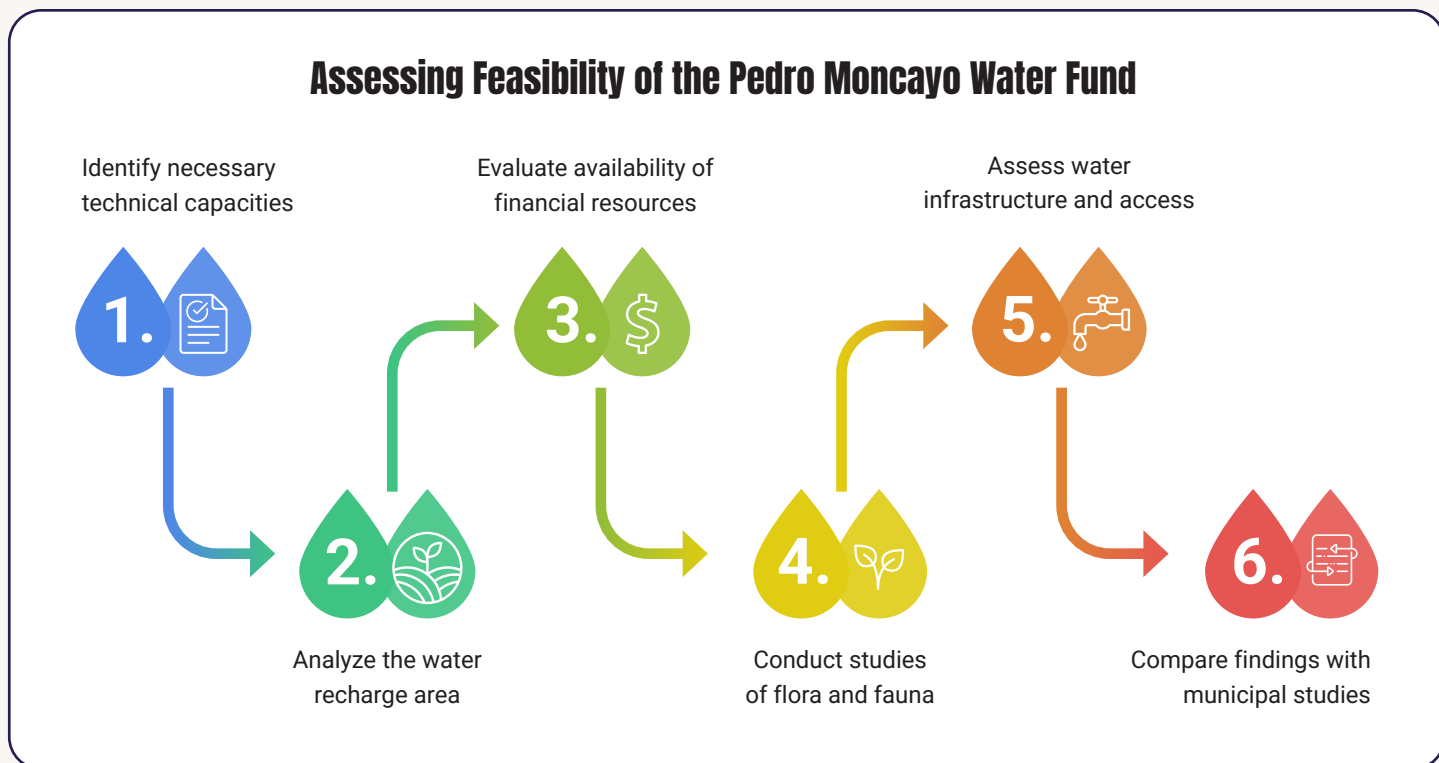 Assessing Feasibility of the Pedro Moncayo Water Fund
Identify necessary
technical capacities
1.
2.
Analyze the water
recharge area
Evaluate availability of
financial resources
3.
$
4.
Conduct studies
of flora and fauna
Assess water
infrastructure and access
5.
6.
Compare findings with
municipal studies